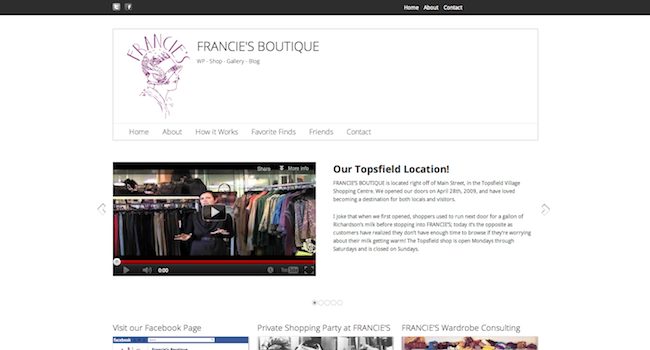 Home About Contact
FRANCIE'S
FRANCIE'S BOUTIQUE
WP - Shop - Gallery - Blog
Home About How it Works Favorite Finds Friends Contact
Share More info
0:00
YouTube
Our Topsfield Location!
FRANCIE'S BOUTIQUE is located right off of Main Street, in the Topsfield Village
Shopping Centre. We opened our doors on April 28th, 2009, and have loved
becoming a destination for both locals and visitors.
I joke that when we first opened, shoppers used to run next door for a gallon of
Richardson's milk before stopping into FRANCIE'S; today it's the opposite as
customers have realized they don't have enough time to browse if they're worrying
about their milk getting warm! The Topsfield shop is open Mondays through
Saturdays and is closed on Sundays.
Visit our Facebook Page
Private Shopping Party at FRANCIE'S
FRANCIE'S Wardrobe Consulting
facebook
Francie's Boutique